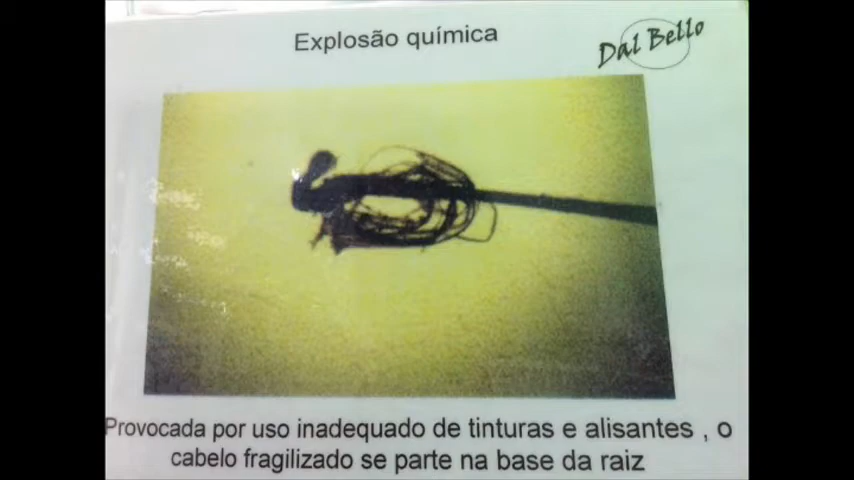 Explosão química
Dal Bello
Provocada por uso inadequado de tinturas e alisantes , o
cabelo fragilizado se parte na base da raiz